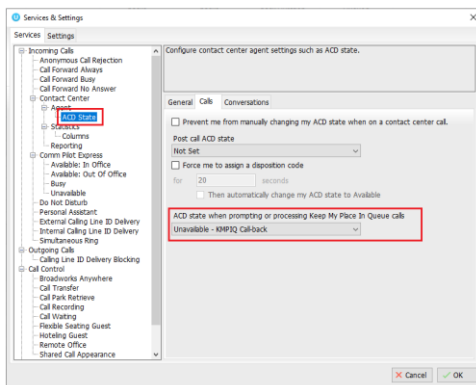 Services & Settings
Services Settings
Incoming Calls
Anonymous Call Rejection
Call Forward Always
Call Forward Busy
Call Forward No Answer
Contact Center
Agent
ACD State
Statistics
Columns
Reporting
Comm Pilot Express
Available: In Office
Available: Out Of Office
Busy
Unavailable
Do Not Disturb
Personal Assistant
External Calling Line ID Delivery
Internal Calling Line ID Delivery
Simultaneous Ring
Outgoing Calls
Calling Line ID Delivery Blocking
Call Control
Broadworks Anywhere
Call Transfer
Call Park Retrieve
Call Recording
Call Waiting
Flexible Seating Guest
Hoteling Guest
Remote Office
Shared Call Appearance
Configure contact center agent settings such as ACD state.
General Calls Conversations
Prevent me from manually changing my ACD state when on a contact center call.
Post call ACD state
Not Set
Force me to assign a disposition code
for 20 seconds
Then automatically change my ACD state to Available
ACD state when prompting or processing Keep My Place In Queue calls
Unavailable - KMPIQ Call-back
Cancel OK